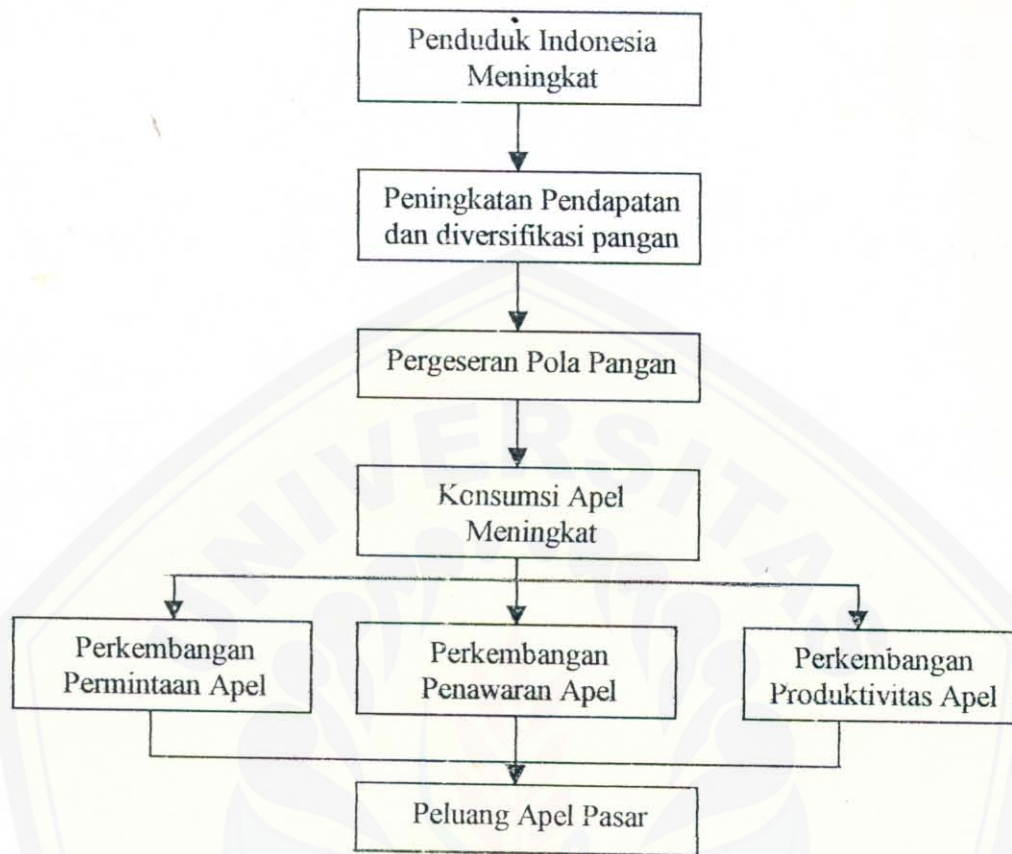 Penduduk Indonesia
Meningkat
Peningkatan Pendapatan
dan diversifikasi pangan
Pergeseran Pola Pangan
Konsumsi Apel
Meningkat
Perkembangan
Permintaan Apel
Perkembangan
Penawaran Apel
Perkembangan
Produktivitas Apel
Peluang Apel Pasar
UNIVERSITAS